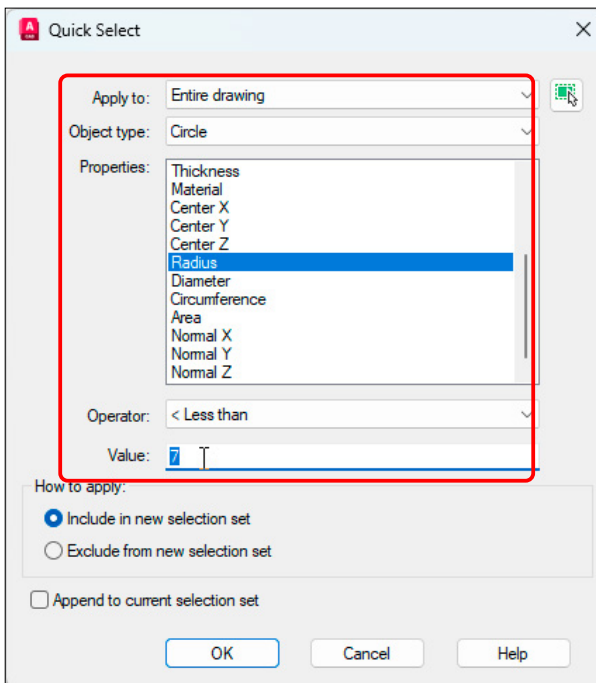 A
CAD
Quick Select
Apply to: Entire drawing
Object type: Circle
Properties:
Thickness
Material
Center X
Center Y
Center Z
Radius
Diameter
Circumference
Area
Normal X
Normal Y
Normal Z
Operator: < Less than
Value: 7
How to apply:
Include in new selection set
Exclude from new selection set
Append to current selection set
OK Cancel Help